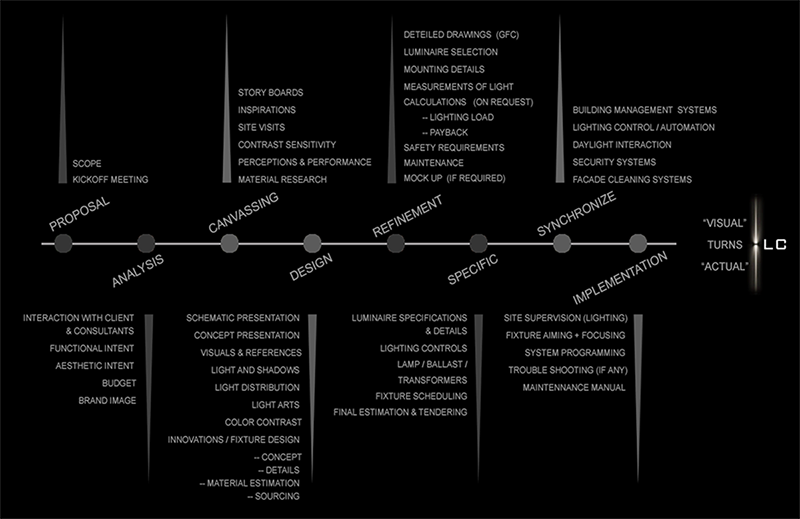 SCOPE
KICKOFF MEETING
PROPOSAL
INTERACTION WITH CLIENT
& CONSULTANTS
FUNCTIONAL INTENT
AESTHETIC INTENT
BUDGET
BRAND IMAGE
ANALYSIS
STORY BOARDS
INSPIRATIONS
SITE VISITS
CONTRAST SENSITIVITY
PERCEPTIONS & PERFORMANCE
MATERIAL RESEARCH
CANVASSING
SCHEMATIC PRESENTATION
CONCEPT PRESENTATION
VISUALS & REFERENCES
LIGHT AND SHADOWS
LIGHT DISTRIBUTION
LIGHT ARTS
COLOR CONTRAST
INNOVATIONS / FIXTURE DESIGN
-- CONCEPT
-- DETAILS
-- MATERIAL ESTIMATION
-- SOURCING
DESIGN
DETEILED DRAWINGS (GFC)
LUMINAIRE SELECTION
MOUNTING DETAILS
MEASUREMENTS OF LIGHT
CALCULATIONS (ON REQUEST)
-- LIGHTING LOAD
-- PAYBACK
SAFETY REQUIREMENTS
MAINTENANCE
MOCK UP (IF REQUIRED)
REFINEMENT
LUMINAIRE SPECIFICATIONS
& DETAILS
LIGHTING CONTROLS
LAMP / BALLAST /
TRANSFORMERS
FIXTURE SCHEDULING
FINAL ESTIMATION & TENDERING
SPECIFIC
BUILDING MANAGEMENT SYSTEMS
LIGHTING CONTROL / AUTOMATION
DAYLIGHT INTERACTION
SECURITY SYSTEMS
FACADE CLEANING SYSTEMS
SYNCHRONIZE
SITE SUPERVISION (LIGHTING)
FIXTURE AIMING + FOCUSING
SYSTEM PROGRAMMING
TROUBLE SHOOTING (IF ANY)
MAINTENNANCE MANUAL
IMPLEMENTATION
“VISUAL”
TURNS
“ACTUAL”
LC